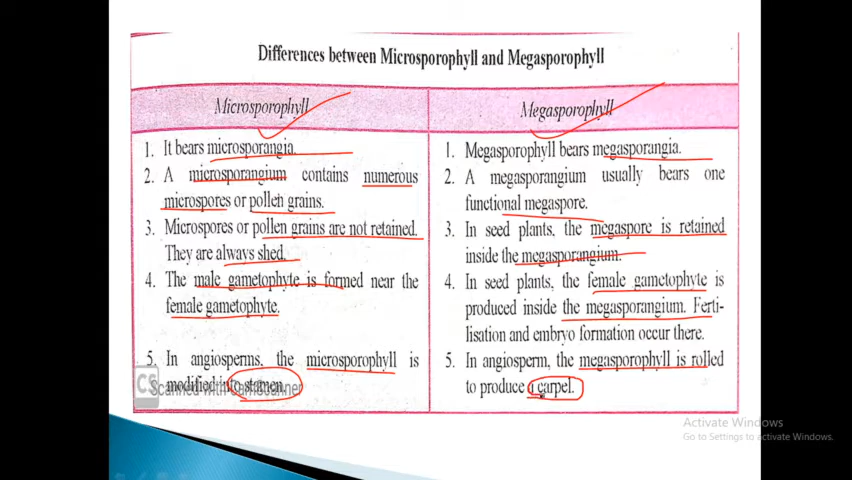 Differences between Microsporophyll and Megasporophyll
Microsporophyll
1. It bears microsporangia.
2. A microsporangium contains numerous
microspores or pollen grains.
3. Microspores or pollen grains are not retained.
They are always shed.
4. The male gametophyte is formed near the
female gametophyte.
5. In angiosperms, the microsporophyll is
modified into stamen.
CS
Scanned with CamScanner
Megasporophyll
1. Megasporophyll bears megasporangia.
2. A megasporangium usually bears one
functional megaspore.
3. In seed plants, the megaspore is retained
inside the megasporangium.
4. In seed plants, the female gametophyte is
produced inside the megasporangium. Ferti-
lisation and embryo formation occur there.
5. In angiosperm, the megasporophyll is rolled
to produce a carpel.
Activate Windows
Go to Settings to activate Windows.